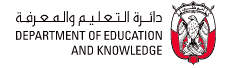 دائرة التعليم والمعرفة
DEPARTMENT OF EDUCATION
AND KNOWLEDGE